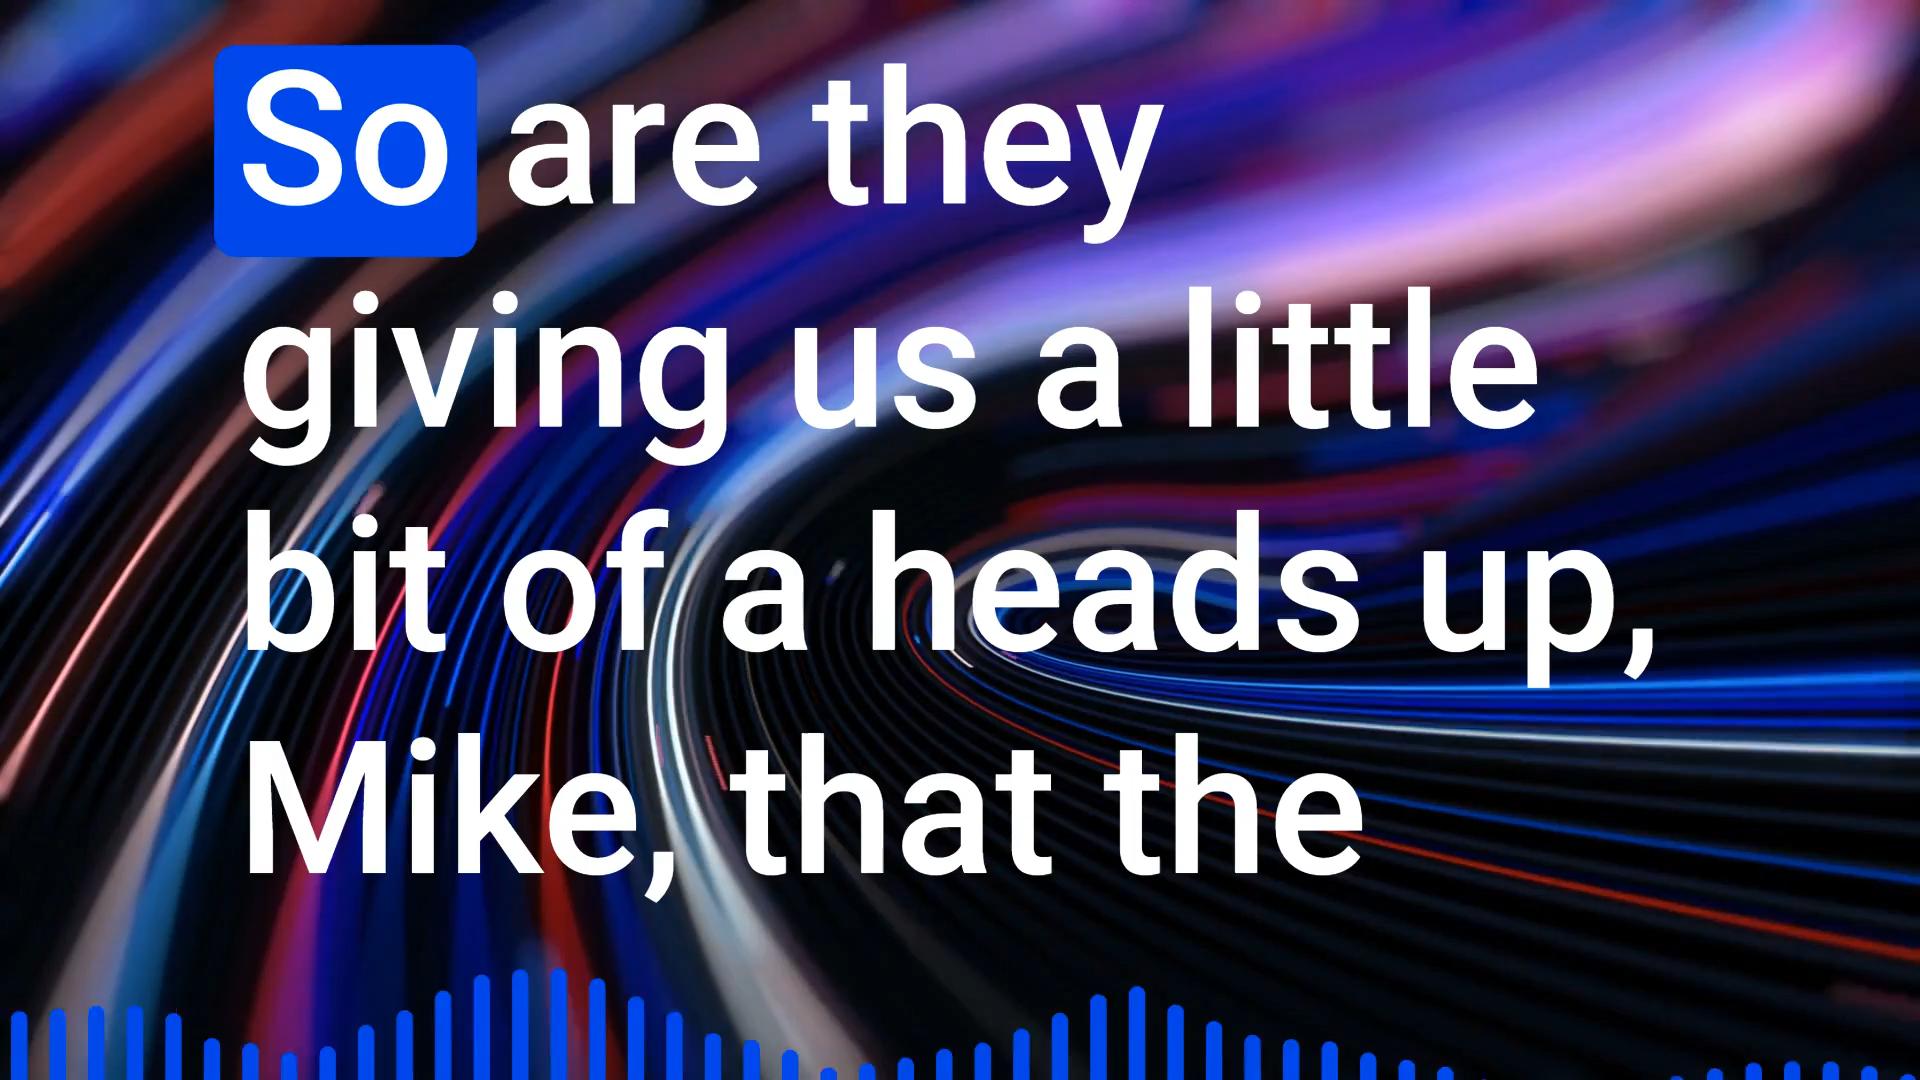 So are they
giving us a little
bit of a heads up,
Mike, that the